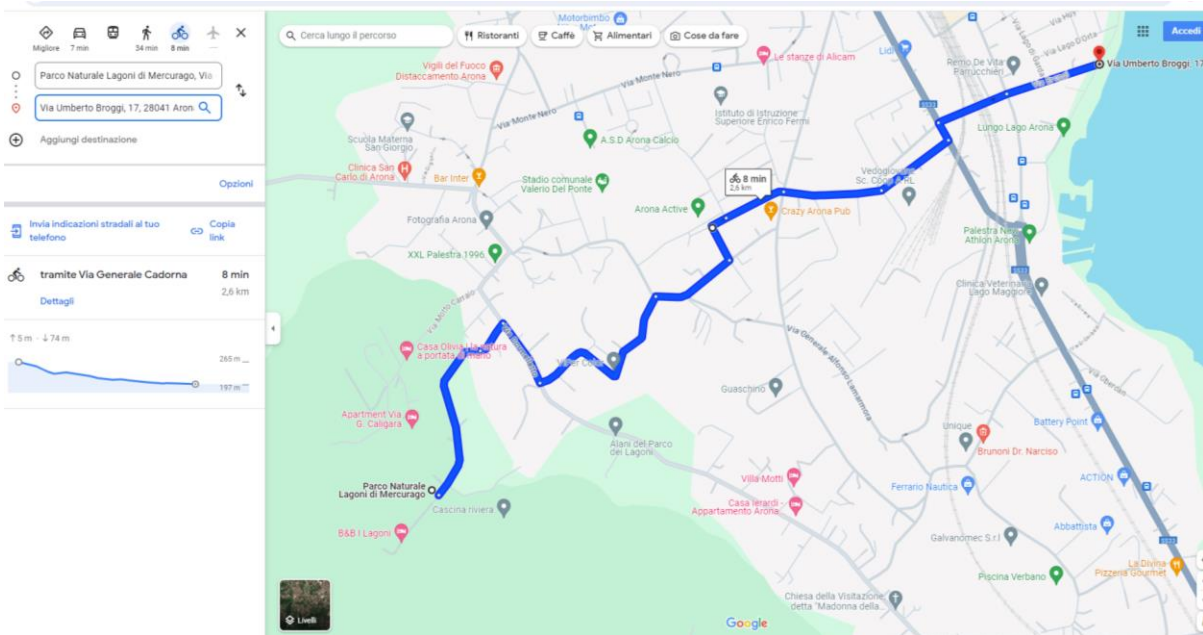 Migliore
7 min
34 min
8 min
Parco Naturale Lagoni di Mercurago, Via
Via Umberto Broggi, 17, 28041 Aron
Aggiungi destinazione
Opzioni
Invia indicazioni stradali al tuo
telefono
Copia
link
tramite Via Generale Cadorna
8 min
2,6 km
Dettagli
↑5 m · ↓74 m
265 m
197 m
Cerca lungo il percorso
Ristoranti
Caffè
Alimentari
Cose da fare
Accedi
Motorbimbo
Vigili del Fuoco
Distaccamento Arona
Via Monte Nero
Le stanze di Alicam
Lidl
Remo De Vita
Parrucchieri
Via Lago D'Orta
Via Umberto Broggi, 17
Scuola Materna
San Giorgio
Via Monte Nero
A.S.D Arona Calcio
Istituto di Istruzione
Superiore Enrico Fermi
Lungo Lago Arona
Clinica San
Carlo di Arona
Bar Inter
Stadio comunale
Valerio Del Ponte
8 min
2,6 km
Fotografia Arona
Arona Active
Crazy Arona Pub
XXL Palestra 1996
Palestra New
Athlon Arona
Clinica Veterinaria
Lago Maggiore
Casa Olivia
a portata di mano
Via Generale Alfonso Lamarmora
Guaschino
Apartment Via
G. Caligara
Alani del Parco
dei Lagoni
Unique
Battery Point
Brunoni Dr. Narciso
Parco Naturale
Lagoni di Mercurago
Cascina riviera
Villa Motti
Ferrario Nautica
ACTION
Casa Ierardi -
Appartamento Arona
B&B I Lagoni
Abbattista
Galvanomec S.r.l
Piscina Verbano
La Divina
Pizzeria Gourmet
Livelli
Chiesa della Visitazione
detta "Madonna della...
Google